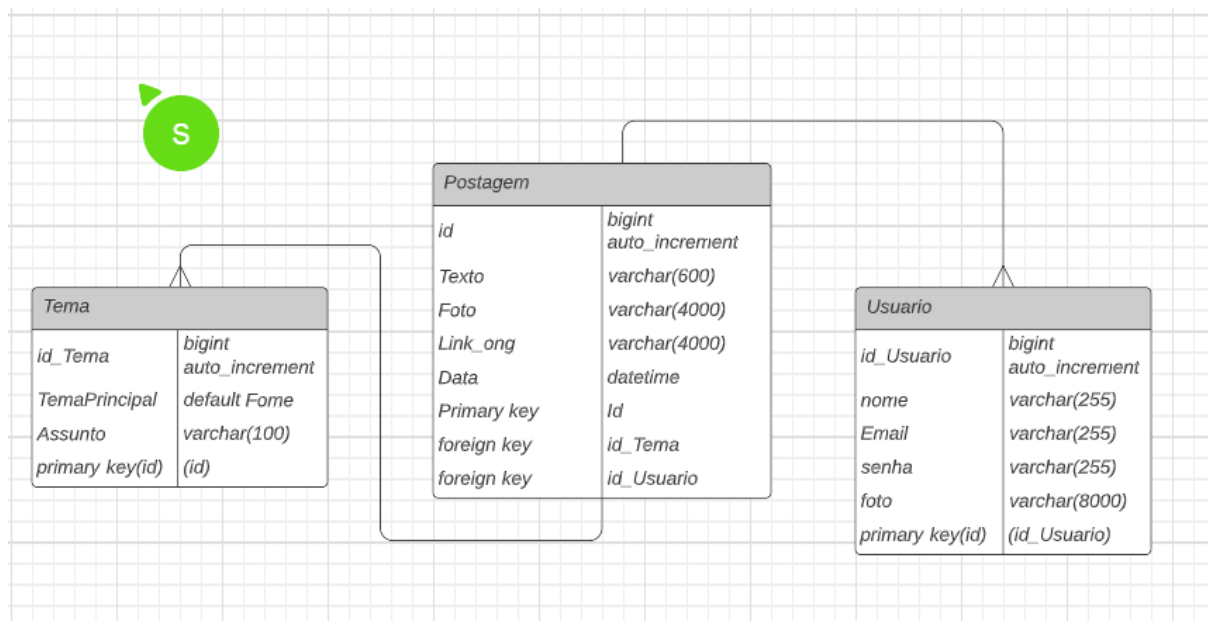 S
Postagem
id bigint
auto_increment
Texto varchar(600)
Foto varchar(4000)
Link_ong varchar(4000)
Data datetime
Primary key Id
foreign key id_Tema
foreign key id_Usuario
Tema
id_Tema bigint
auto_increment
TemaPrincipal default Fome
Assunto varchar(100)
primary key(id) (id)
Usuario
id_Usuario bigint
auto_increment
nome varchar(255)
Email varchar(255)
senha varchar(255)
foto varchar(8000)
primary key(id) (id_Usuario)